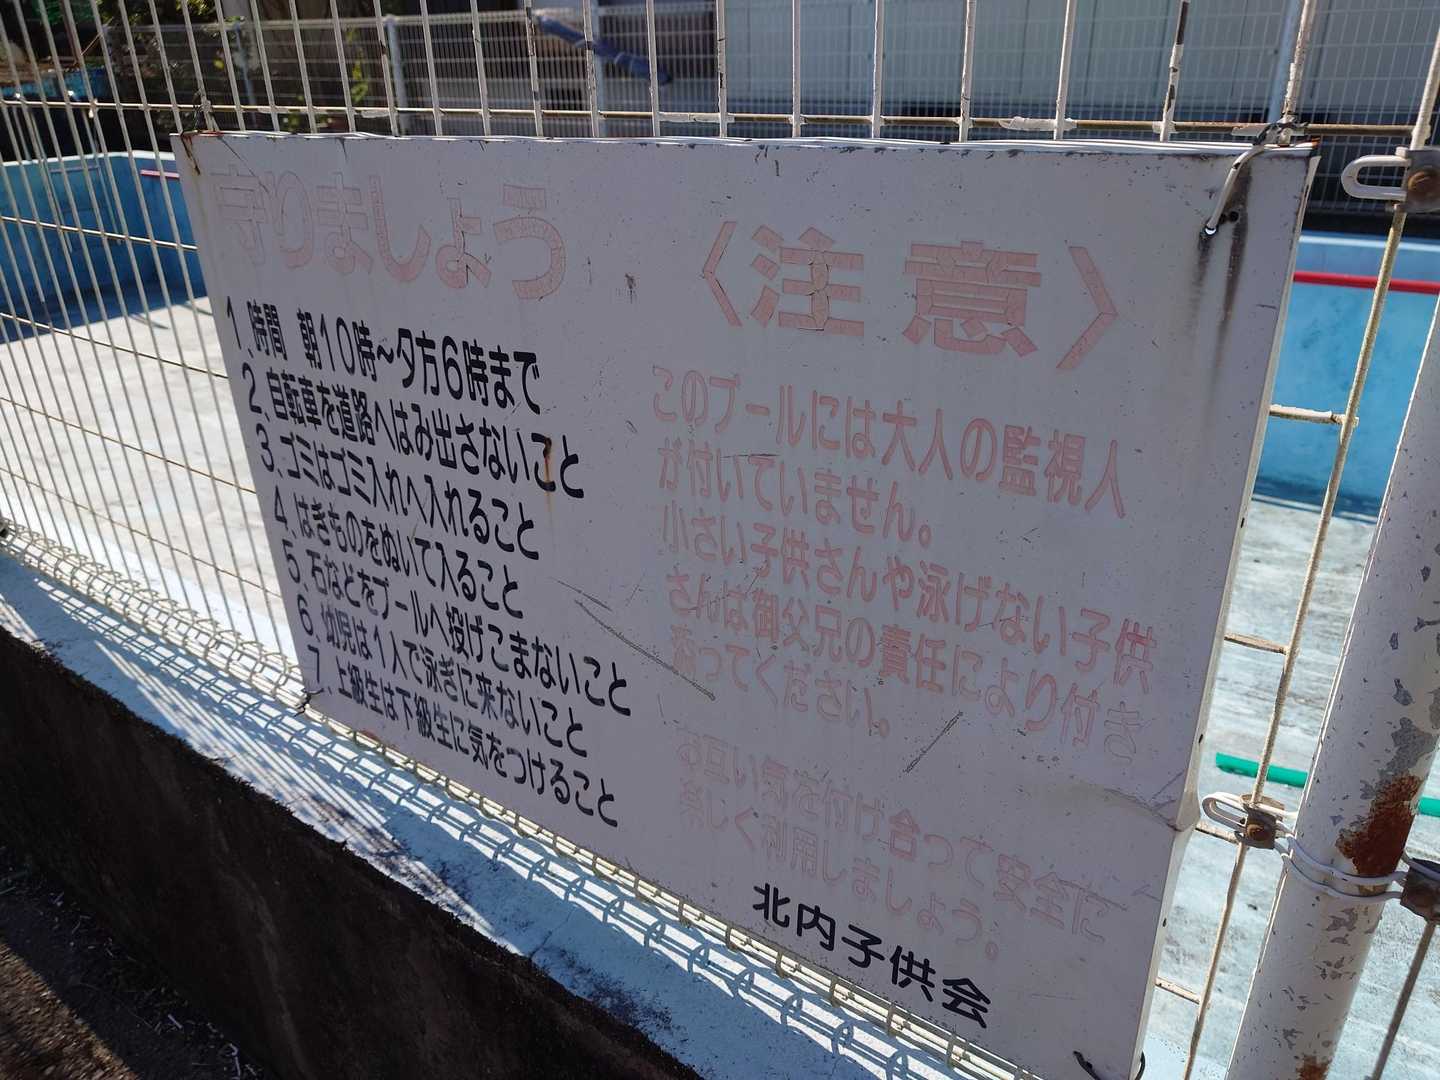 守りましょう
1、時間 朝10時～夕方6時まで
2、自転車を道路へはみ出さないこと
3、ゴミはゴミ入れへ入れること
4、はきものをぬいで入ること
5、石などをプールへ投げこまないこと
6、幼児は1人で泳ぎに来ないこと
7、上級生は下級生に気をつけること
〈注意〉
このプールには大人の監視人
が付いていません。
小さい子供さんや泳げない子供
さんは御父兄の責任により付き
添ってください。
お互い気を付け合って安全に
楽しく利用しましょう。
北内子供会